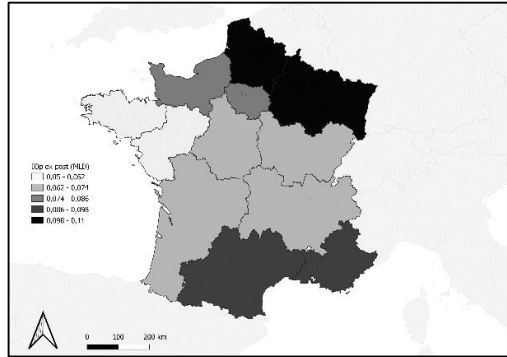 IOp ex post (MLD)
0,05 - 0,062
0,062 - 0,074
0,074 - 0,086
0,086 - 0,098
0,098 - 0,11
0 100 200 km